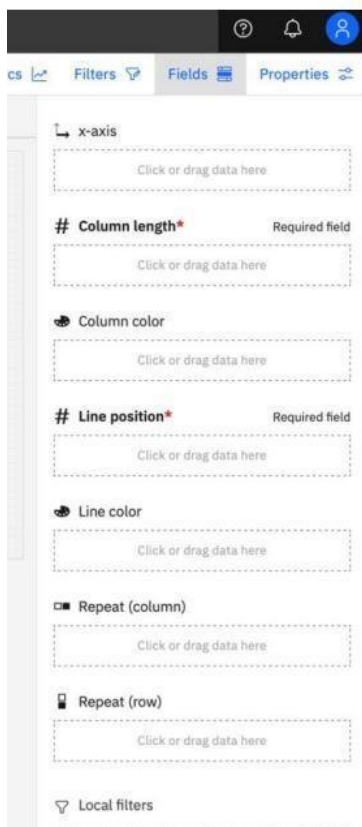 cs Filters Fields Properties
x-axis
Click or drag data here
# Column length* Required field
Click or drag data here
Column color
Click or drag data here
# Line position* Required field
Click or drag data here
Line color
Click or drag data here
Repeat (column)
Click or drag data here
Repeat (row)
Click or drag data here
Local filters